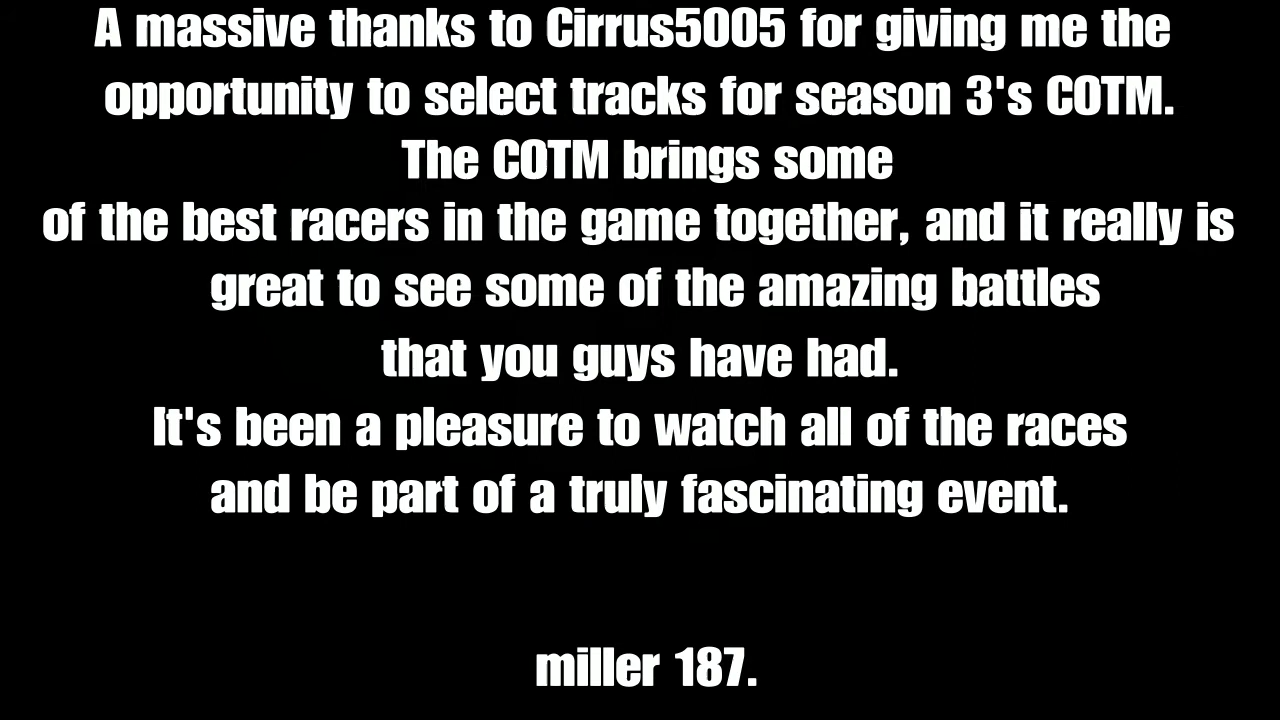 A massive thanks to Cirrus5005 for giving me the
opportunity to select tracks for season 3's COTM.
The COTM brings some
of the best racers in the game together, and it really is
great to see some of the amazing battles
that you guys have had.
It's been a pleasure to watch all of the races
and be part of a truly fascinating event.
miller 187.